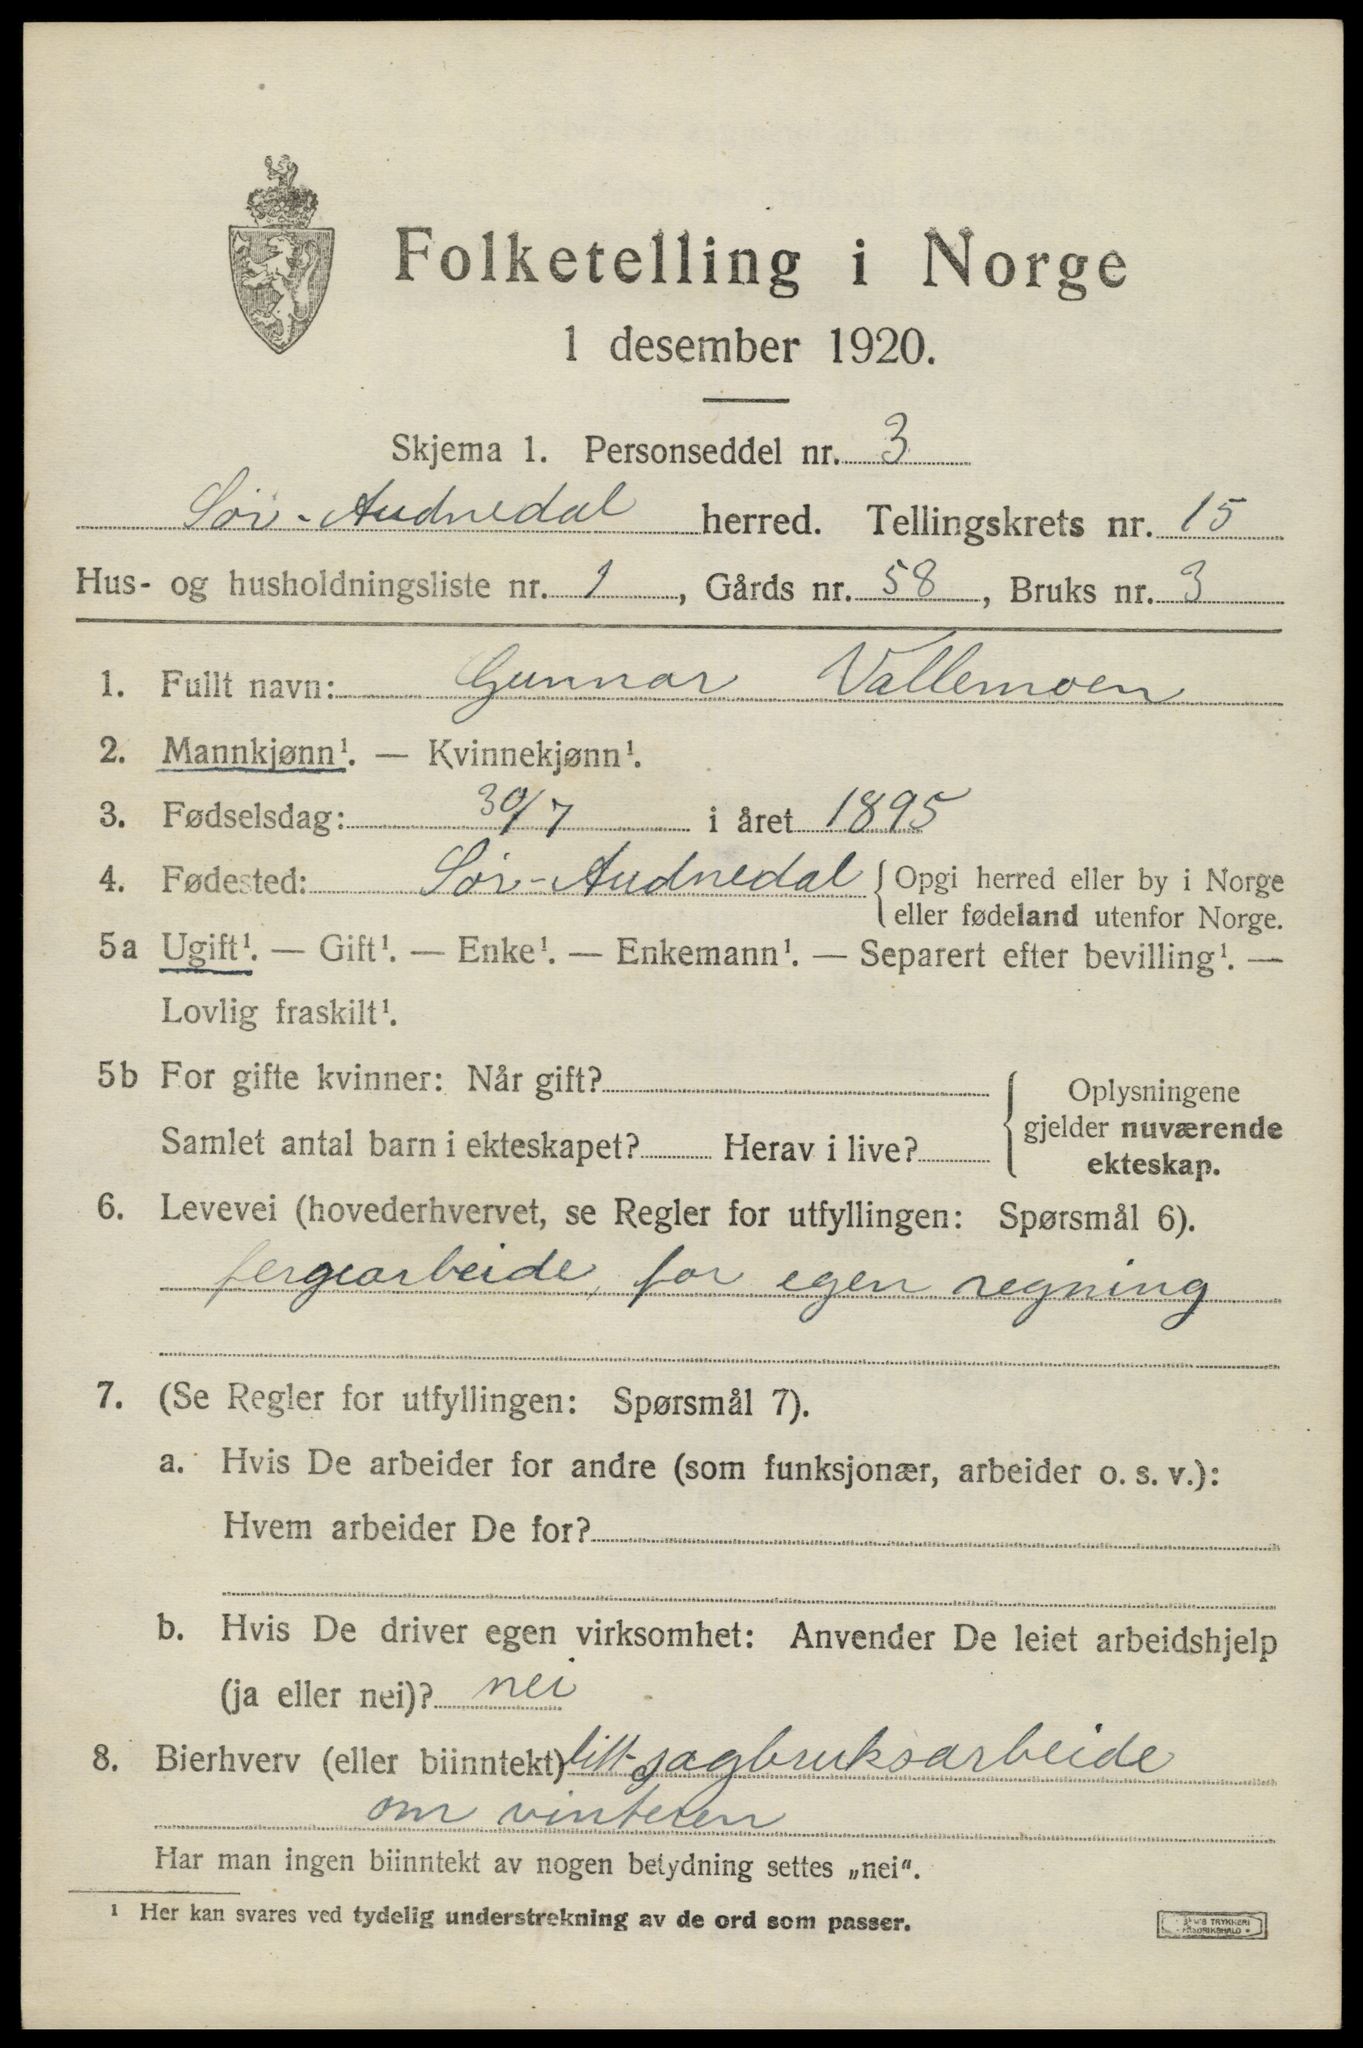 Folketelling i Norge
1 desember 1920.
Skjema 1. Personseddel nr. 3
Sør-Audnedal herred. Tellingskrets nr. 15
Hus- og husholdningsliste nr. 1, Gårds nr. 58, Bruks nr. 3
1. Fullt navn: Gunnar Vallemoen
2. Mannkjønn¹. — Kvinnekjønn¹.
3. Fødselsdag: 30/7 i året 1895
4. Fødested: Sør-Audnedal { Opgi herred eller by i Norge
eller fødeland utenfor Norge.
5a Ugift¹. — Gift¹. — Enke¹. — Enkemann¹. — Separert efter bevilling¹. —
Lovlig fraskilt¹.
5b For gifte kvinner: Når gift?
Samlet antal barn i ekteskapet? Herav i live?
Oplysningene
gjelder nuværende
ekteskap.
6. Levevei (hovederhvervet, se Regler for utfyllingen: Spørsmål 6).
fergearbeide, for egen regning
7. (Se Regler for utfyllingen: Spørsmål 7).
a. Hvis De arbeider for andre (som funksjonær, arbeider o. s. v.):
Hvem arbeider De for?
b. Hvis De driver egen virksomhet: Anvender De leiet arbeidshjelp
(ja eller nei)? nei
8. Bierhverv (eller biinntekt) litt sagbruksarbeide
om vinteren
Har man ingen biinntekt av nogen betydning settes „nei“.
¹ Her kan svares ved tydelig understrekning av de ord som passer.
TRYKKERI
FREDRIKSHALD